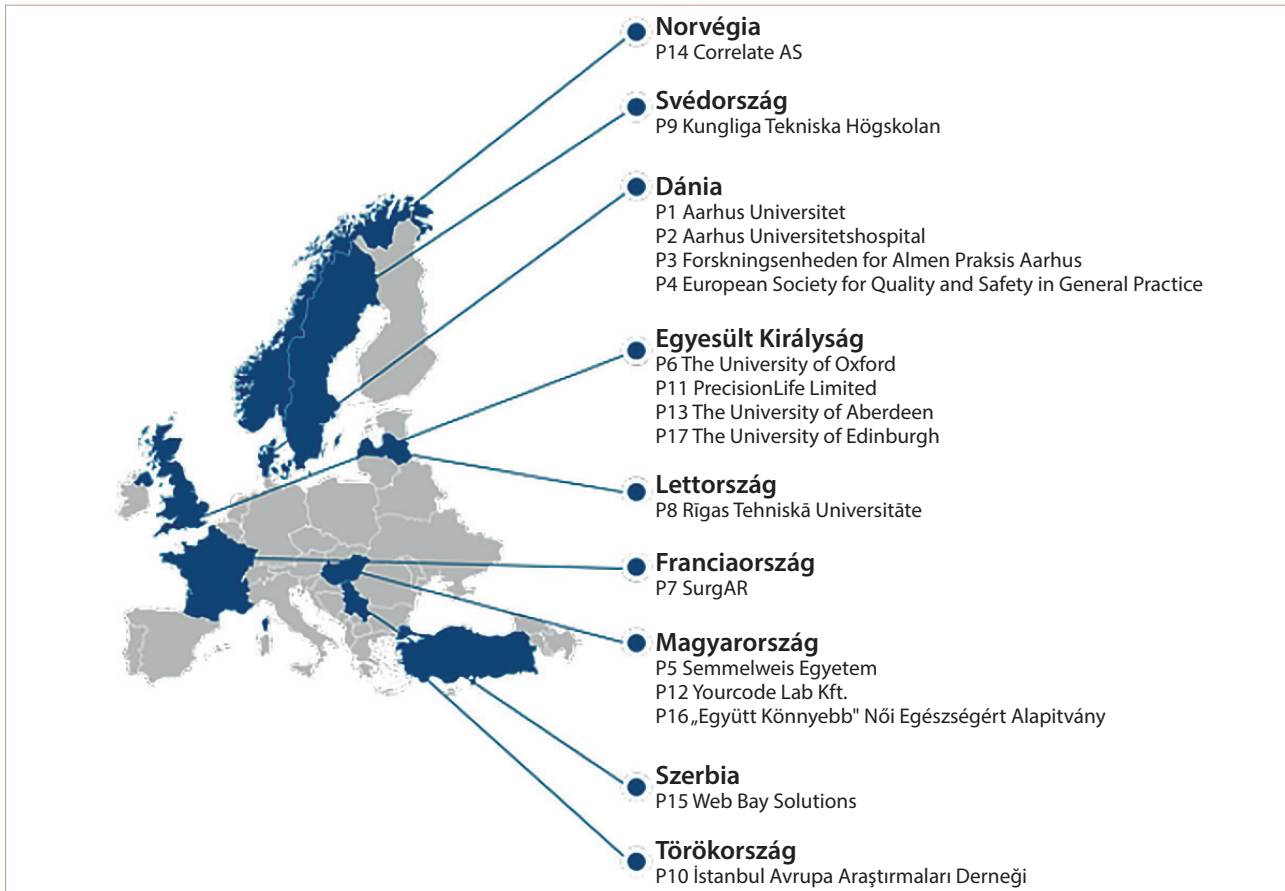 Norvégia
P14 Correlate AS
Svédország
P9 Kungliga Tekniska Högskolan
Dánia
P1 Aarhus Universitet
P2 Aarhus Universitetshospital
P3 Forskningsenheden for Almen Praksis Aarhus
P4 European Society for Quality and Safety in General Practice
Egyesült Királyság
P6 The University of Oxford
P11 PrecisionLife Limited
P13 The University of Aberdeen
P17 The University of Edinburgh
Lettország
P8 Rīgas Tehniskā Universitāte
Franciaország
P7 SurgAR
Magyarország
P5 Semmelweis Egyetem
P12 Yourcode Lab Kft.
P16 „Együtt Könnyebb" Női Egészségért Alapitvány
Szerbia
P15 Web Bay Solutions
Törökország
P10 İstanbul Avrupa Araştırmaları Derneği